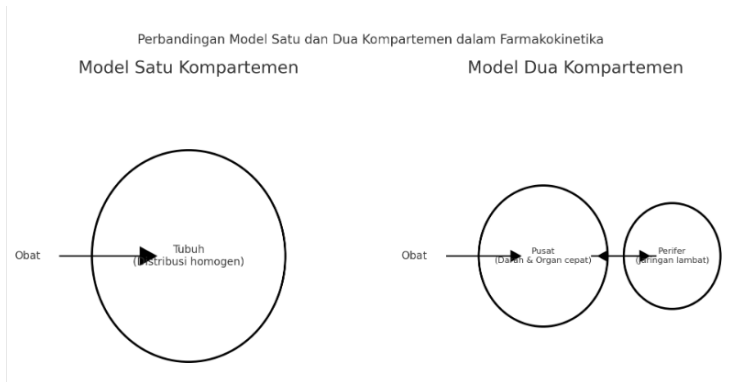 Perbandingan Model Satu dan Dua Kompartemen dalam Farmakokinetika
Model Satu Kompartemen
Model Dua Kompartemen
Obat
Tubuh
(Distribusi homogen)
Obat
Pusat
(Darah & Organ cepat)
Perifer
(Jaringan lambat)